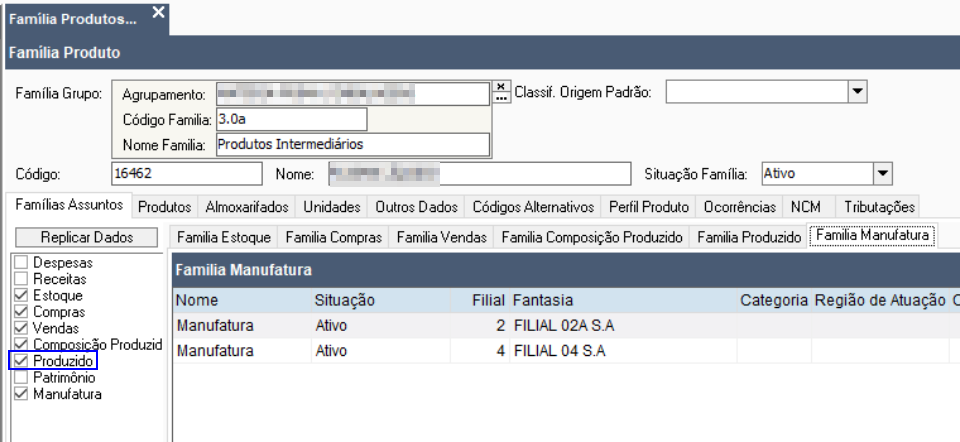 Família Produtos...
Família Produto
Família Grupo:
Agrupamento:
Classif. Origem Padrão:
Código Familia: 3.0a
Nome Familia: Produtos Intermediários
Código: 16462 Nome: Situação Família: Ativo
Famílias Assuntos Produtos Almoxarifados Unidades Outros Dados Códigos Alternativos Perfil Produto Ocorrências NCM Tributações
Replicar Dados
Familia Estoque Familia Compras Familia Vendas Familia Composição Produzido Familia Produzido Familia Manufatura
Despesas
Receitas
Estoque
Compras
Vendas
Composição Produzid
Produzido
Patrimônio
Manufatura
Familia Manufatura
Nome Situação Filial Fantasia Categoria Região de Atuação
Manufatura Ativo 2 FILIAL 02A S.A
Manufatura Ativo 4 FILIAL 04 S.A